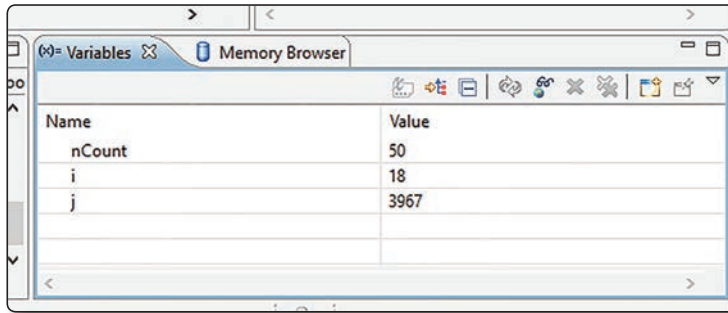 (x)= Variables Memory Browser
Name Value
nCount 50
i 18
j 3967